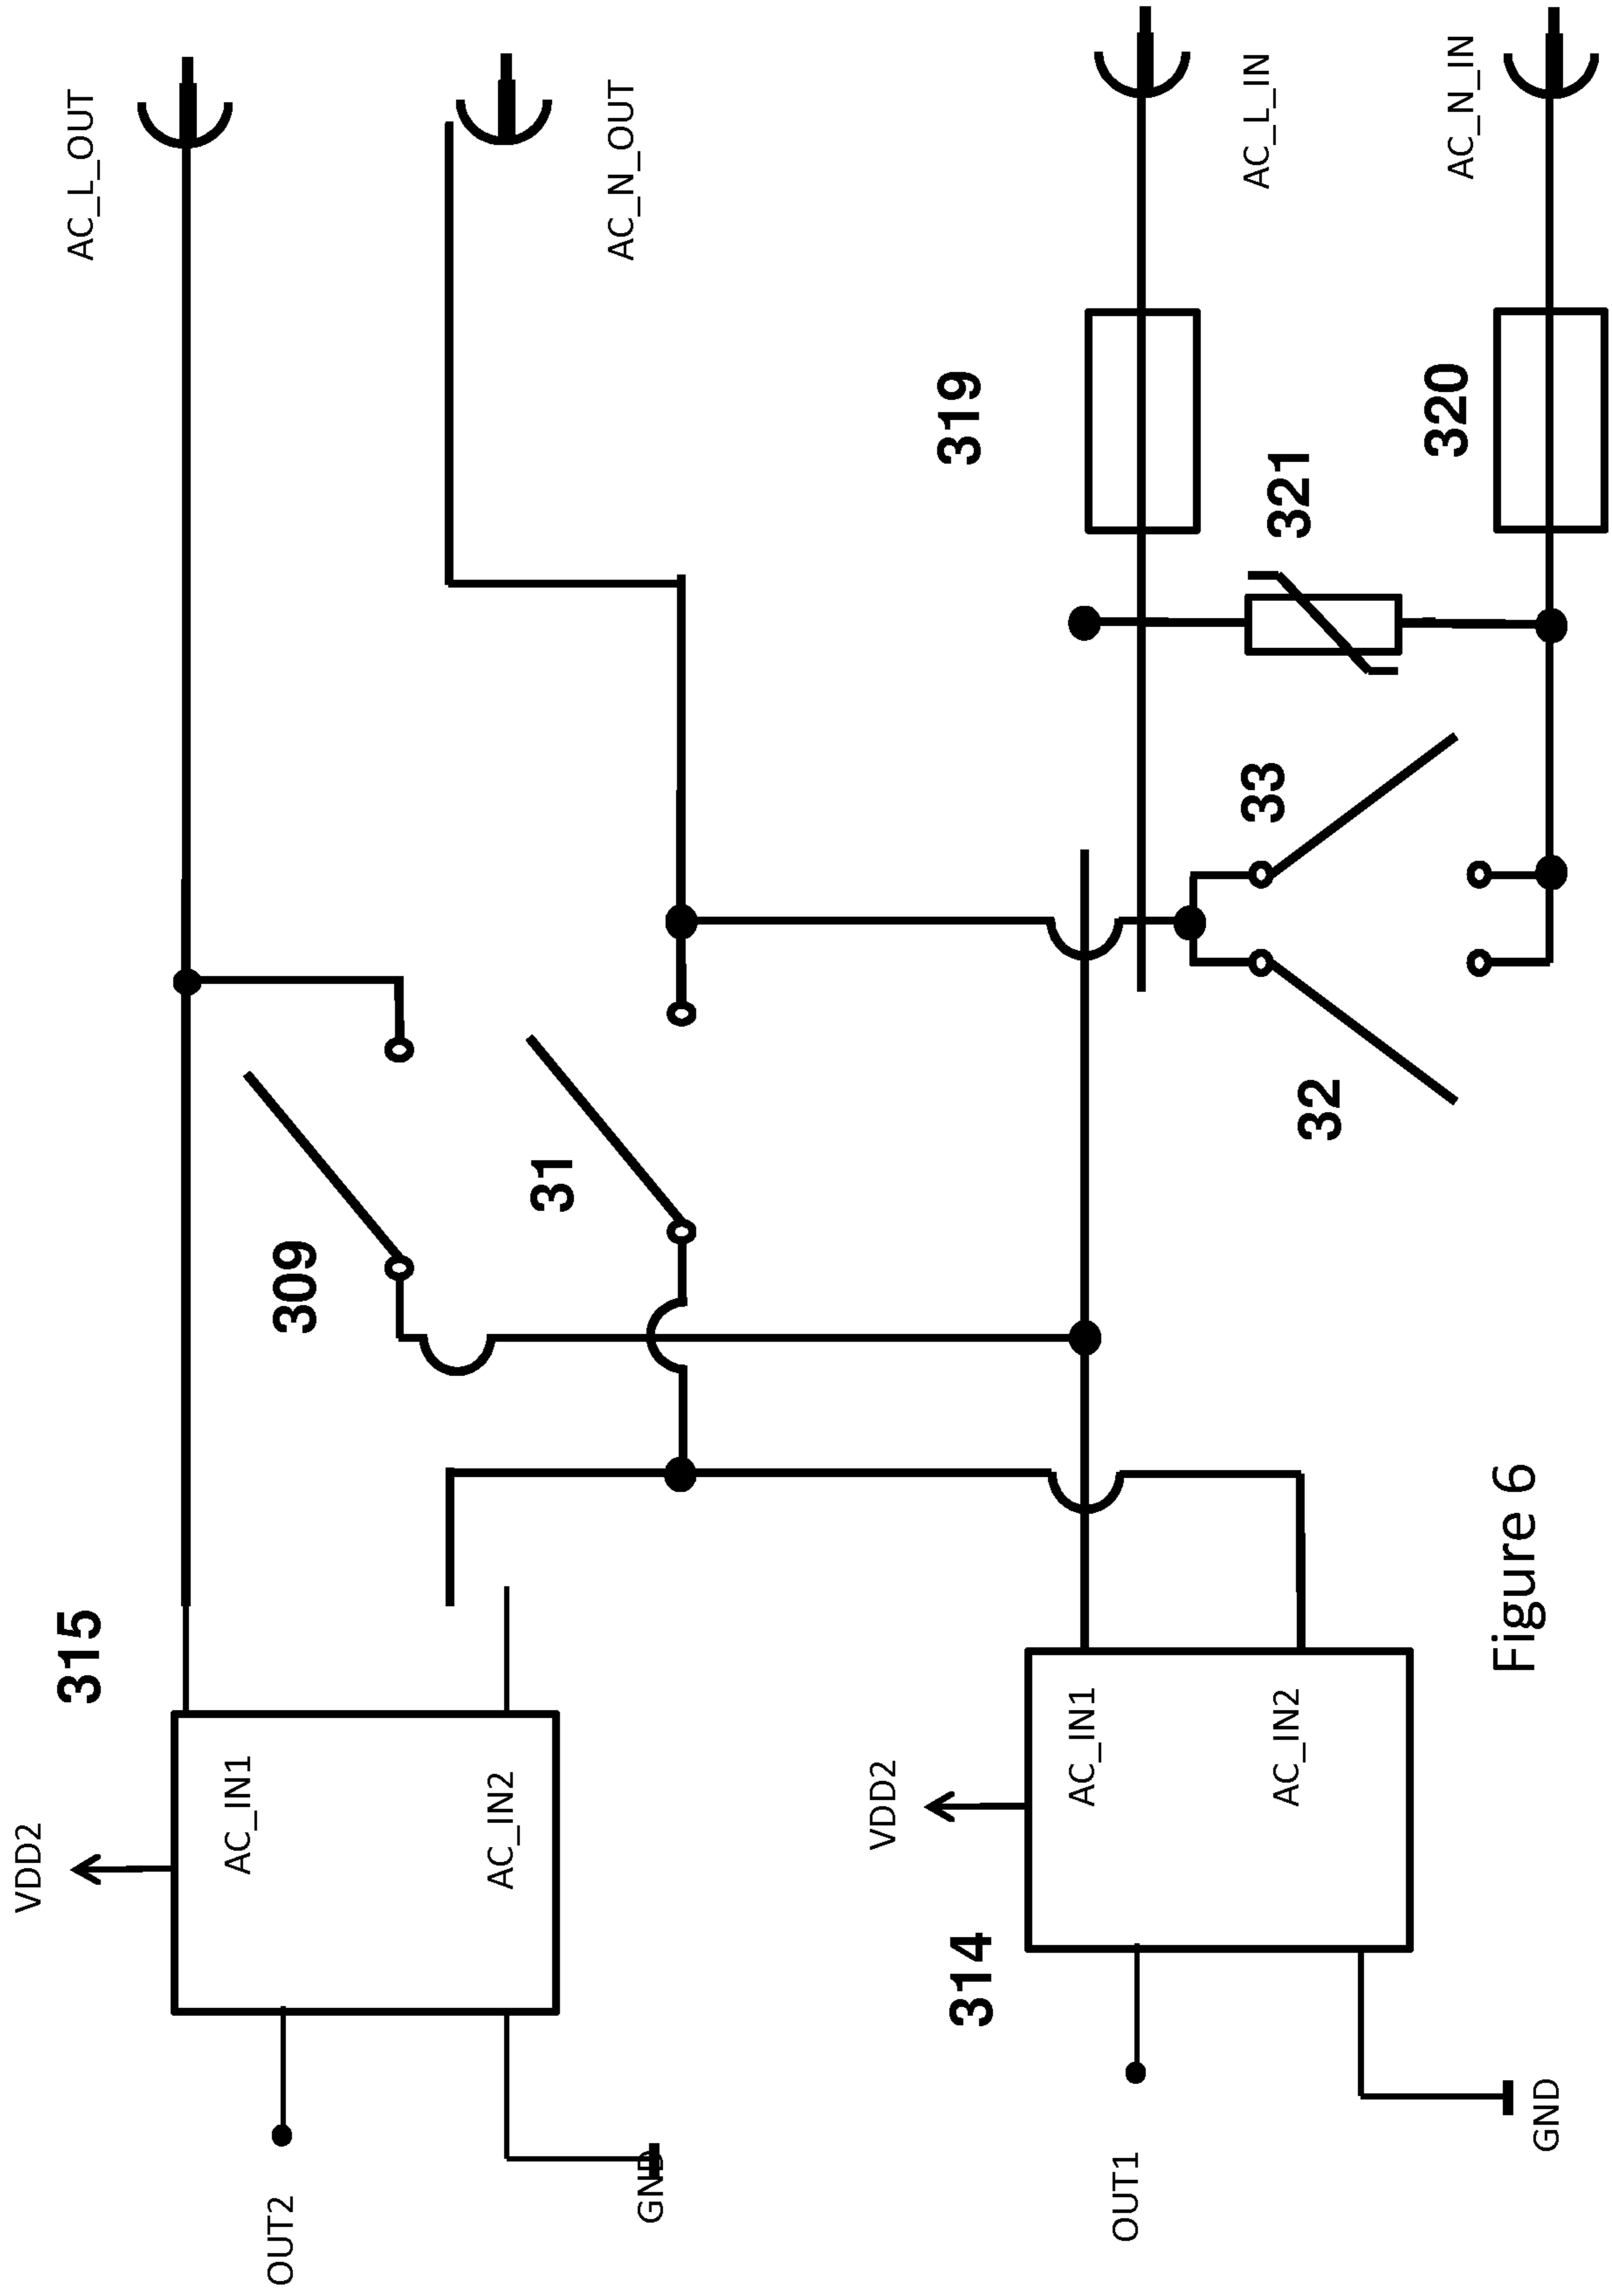 AC_L_OUT
AC_N_OUT
AC_L_IN
AC_N_IN
319
320
321
33
32
31
309
315
VDD2
AC_IN1
AC_IN2
OUT2
GND
314
VDD2
AC_IN1
AC_IN2
OUT1
GND
Figure 6